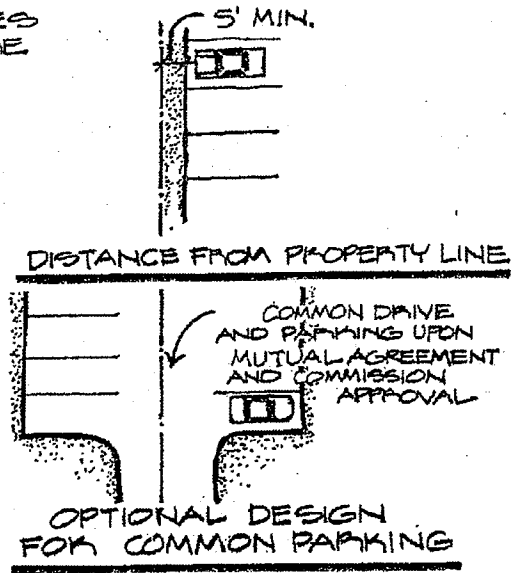 ES
E
5' MIN.
DISTANCE FROM PROPERTY LINE
COMMON DRIVE
AND PARKING UPON
MUTUAL AGREEMENT
AND COMMISSION
APPROVAL
OPTIONAL DESIGN
FOR COMMON PARKING